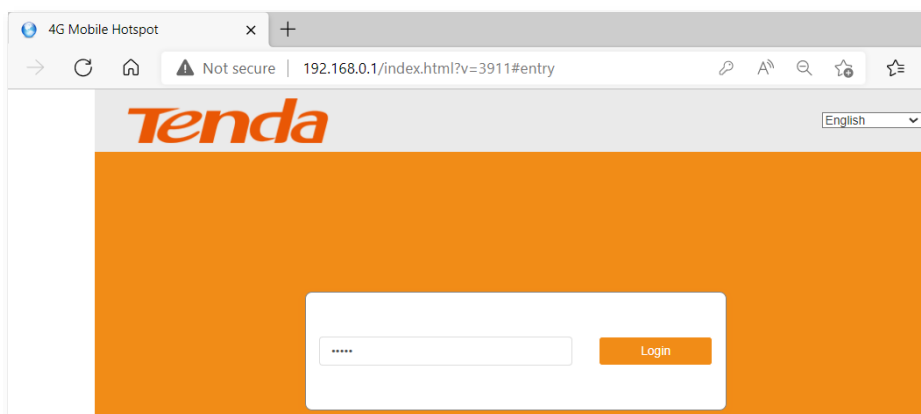 4G Mobile Hotspot
Not secure 192.168.0.1/index.html?v=3911#entry
Tenda
English
•••••
Login